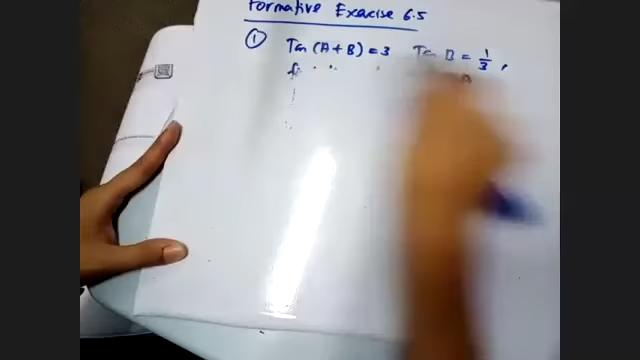 Formative Exercise 6.5
① Tan (A + B) = 3 Tan B = 1/3,